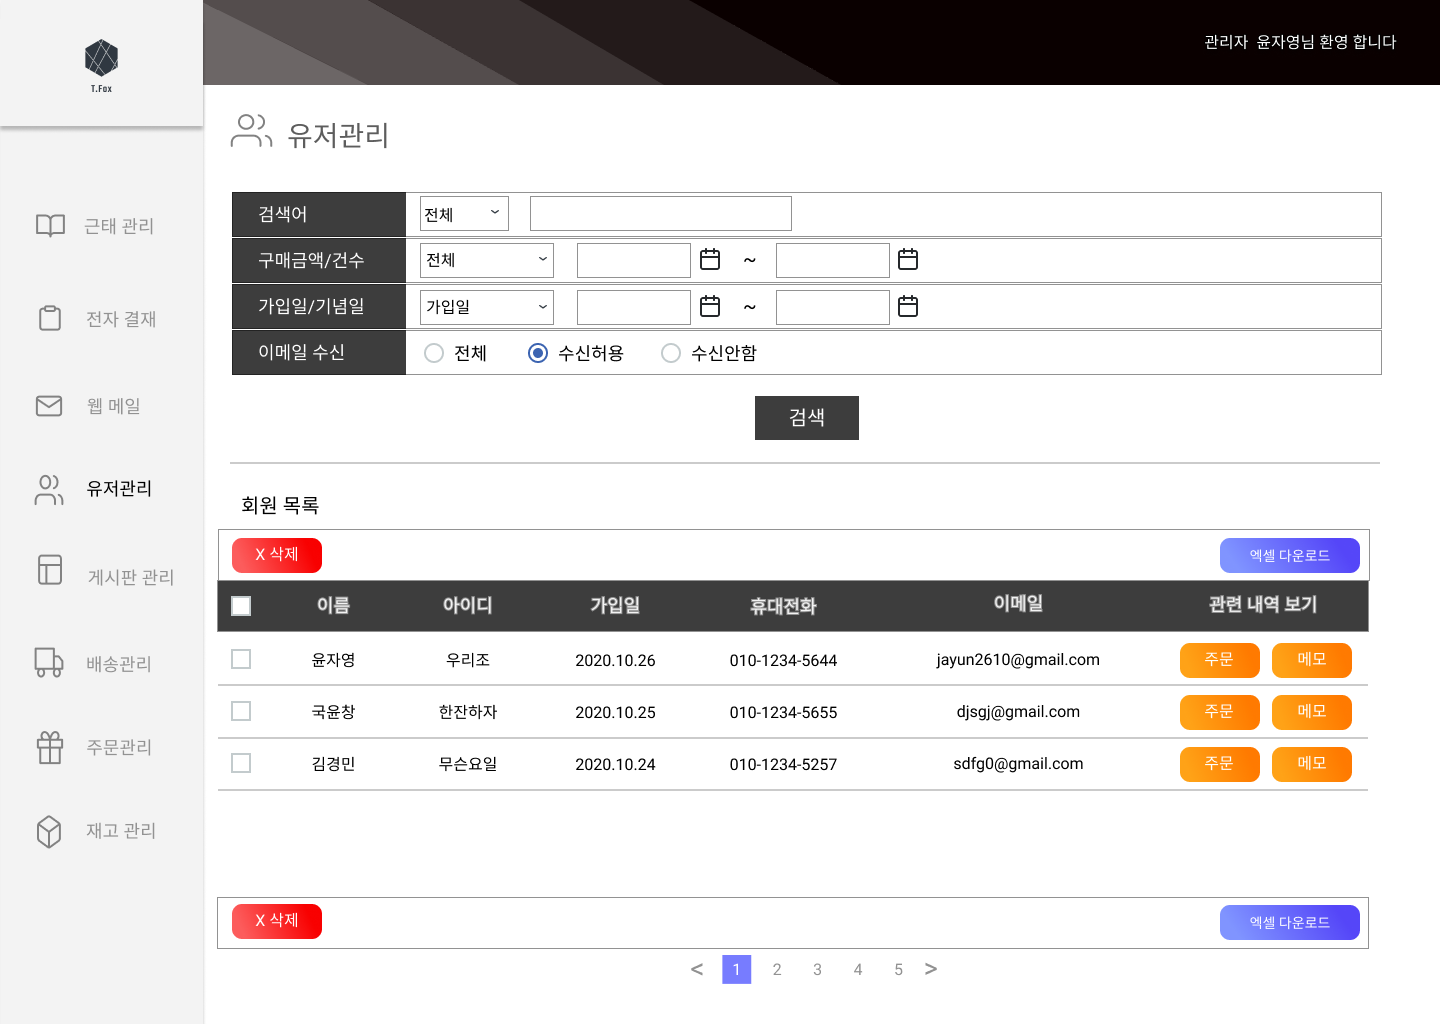 T.Fox
관리자 윤자영님 환영 합니다
근태 관리
전자 결재
웹 메일
유저관리
게시판 관리
배송관리
주문관리
재고 관리
유저관리
검색어 전체
구매금액/건수 전체 ~
가입일/기념일 가입일 ~
이메일 수신 전체 수신허용 수신안함
검색
회원 목록
X 삭제 엑셀 다운로드
이름 아이디 가입일 휴대전화 이메일 관련 내역 보기
윤자영 우리조 2020.10.26 010-1234-5644 jayun2610@gmail.com 주문 메모
국윤창 한잔하자 2020.10.25 010-1234-5655 djsgj@gmail.com 주문 메모
김경민 무슨요일 2020.10.24 010-1234-5257 sdfg0@gmail.com 주문 메모
X 삭제 엑셀 다운로드
< 1 2 3 4 5 >